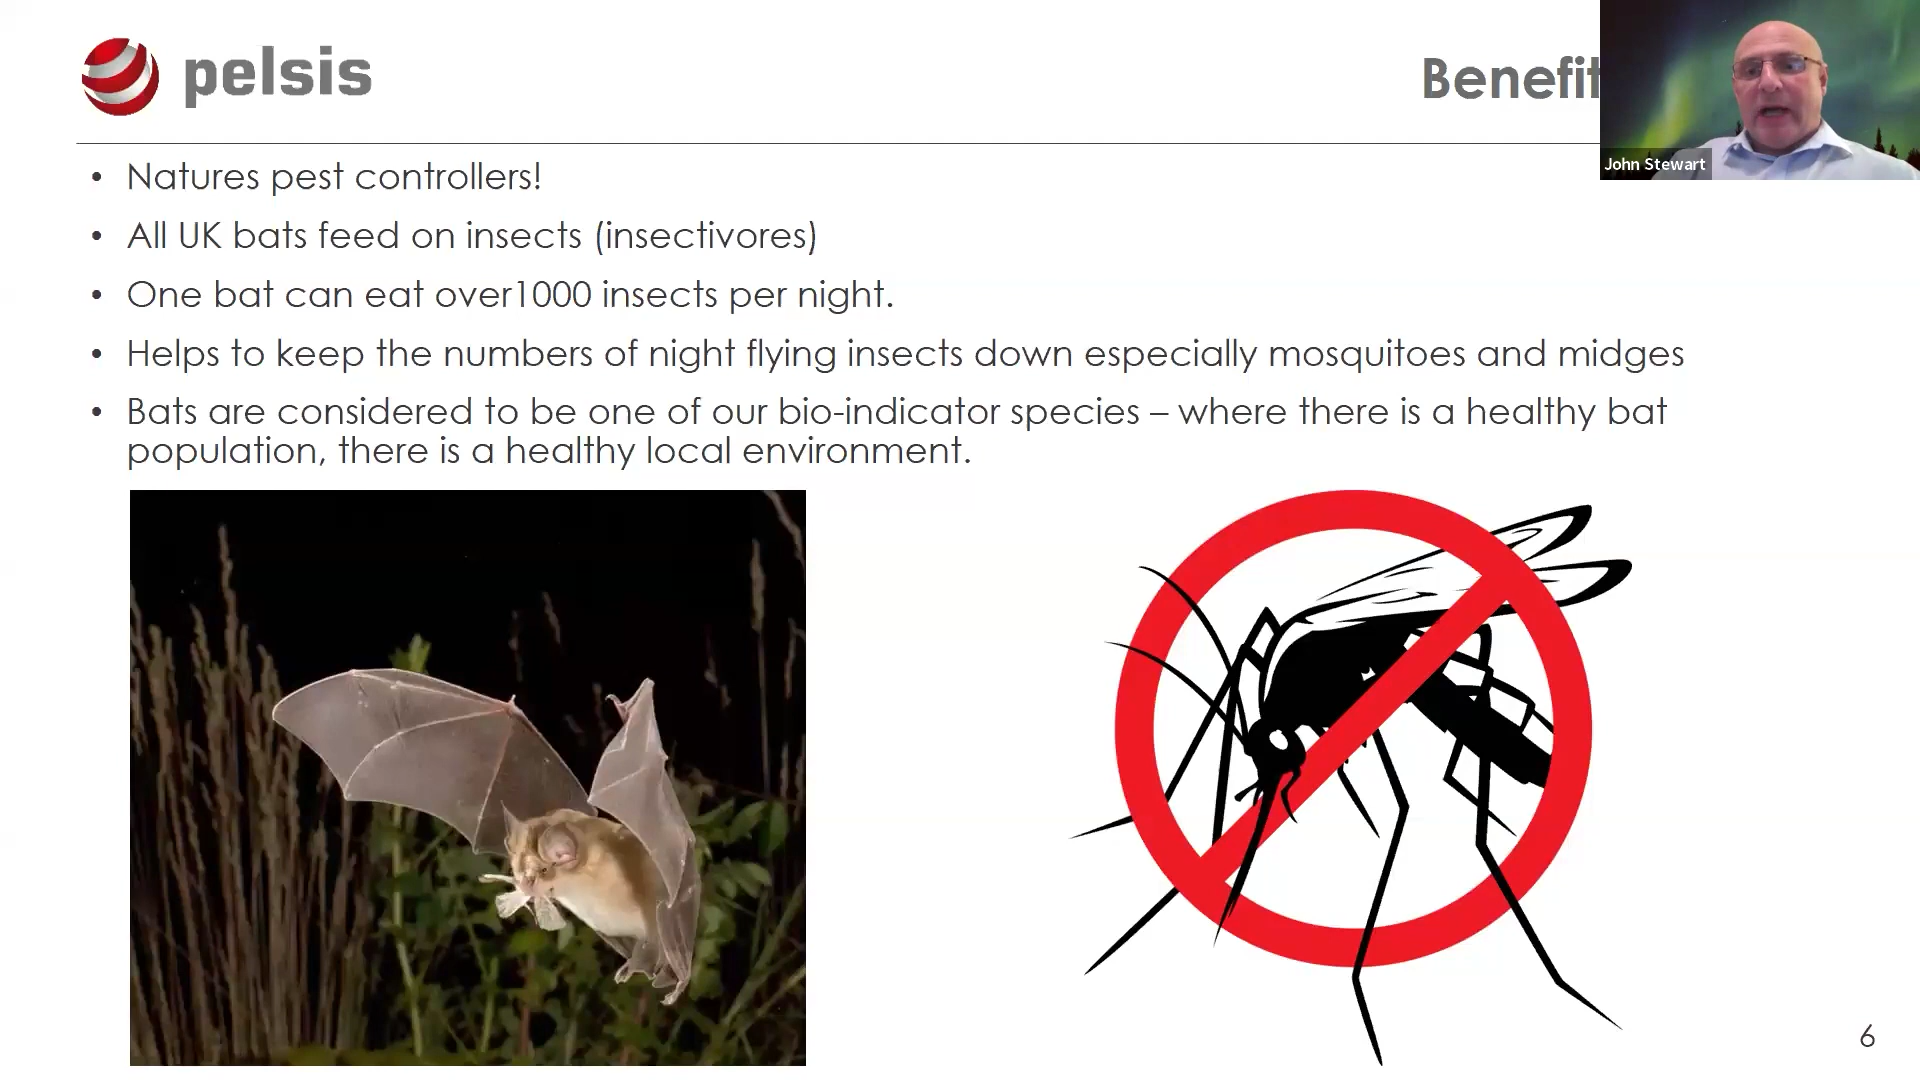 pelsis
Benefit
John Stewart
• Natures pest controllers!
• All UK bats feed on insects (insectivores)
• One bat can eat over1000 insects per night.
• Helps to keep the numbers of night flying insects down especially mosquitoes and midges
• Bats are considered to be one of our bio-indicator species – where there is a healthy bat
population, there is a healthy local environment.
6